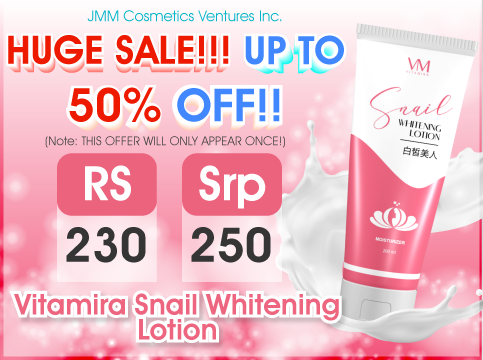 JMM Cosmetics Ventures Inc.
HUGE SALE!!! UP TO
50% OFF!!
(Note: THIS OFFER WILL ONLY APPEAR ONCE!)
RS
230
Srp
250
Vitamira Snail Whitening
Lotion
VM
VITAMIRA
Snail
WHITENING
LOTION
白皙美人
MOISTURIZER